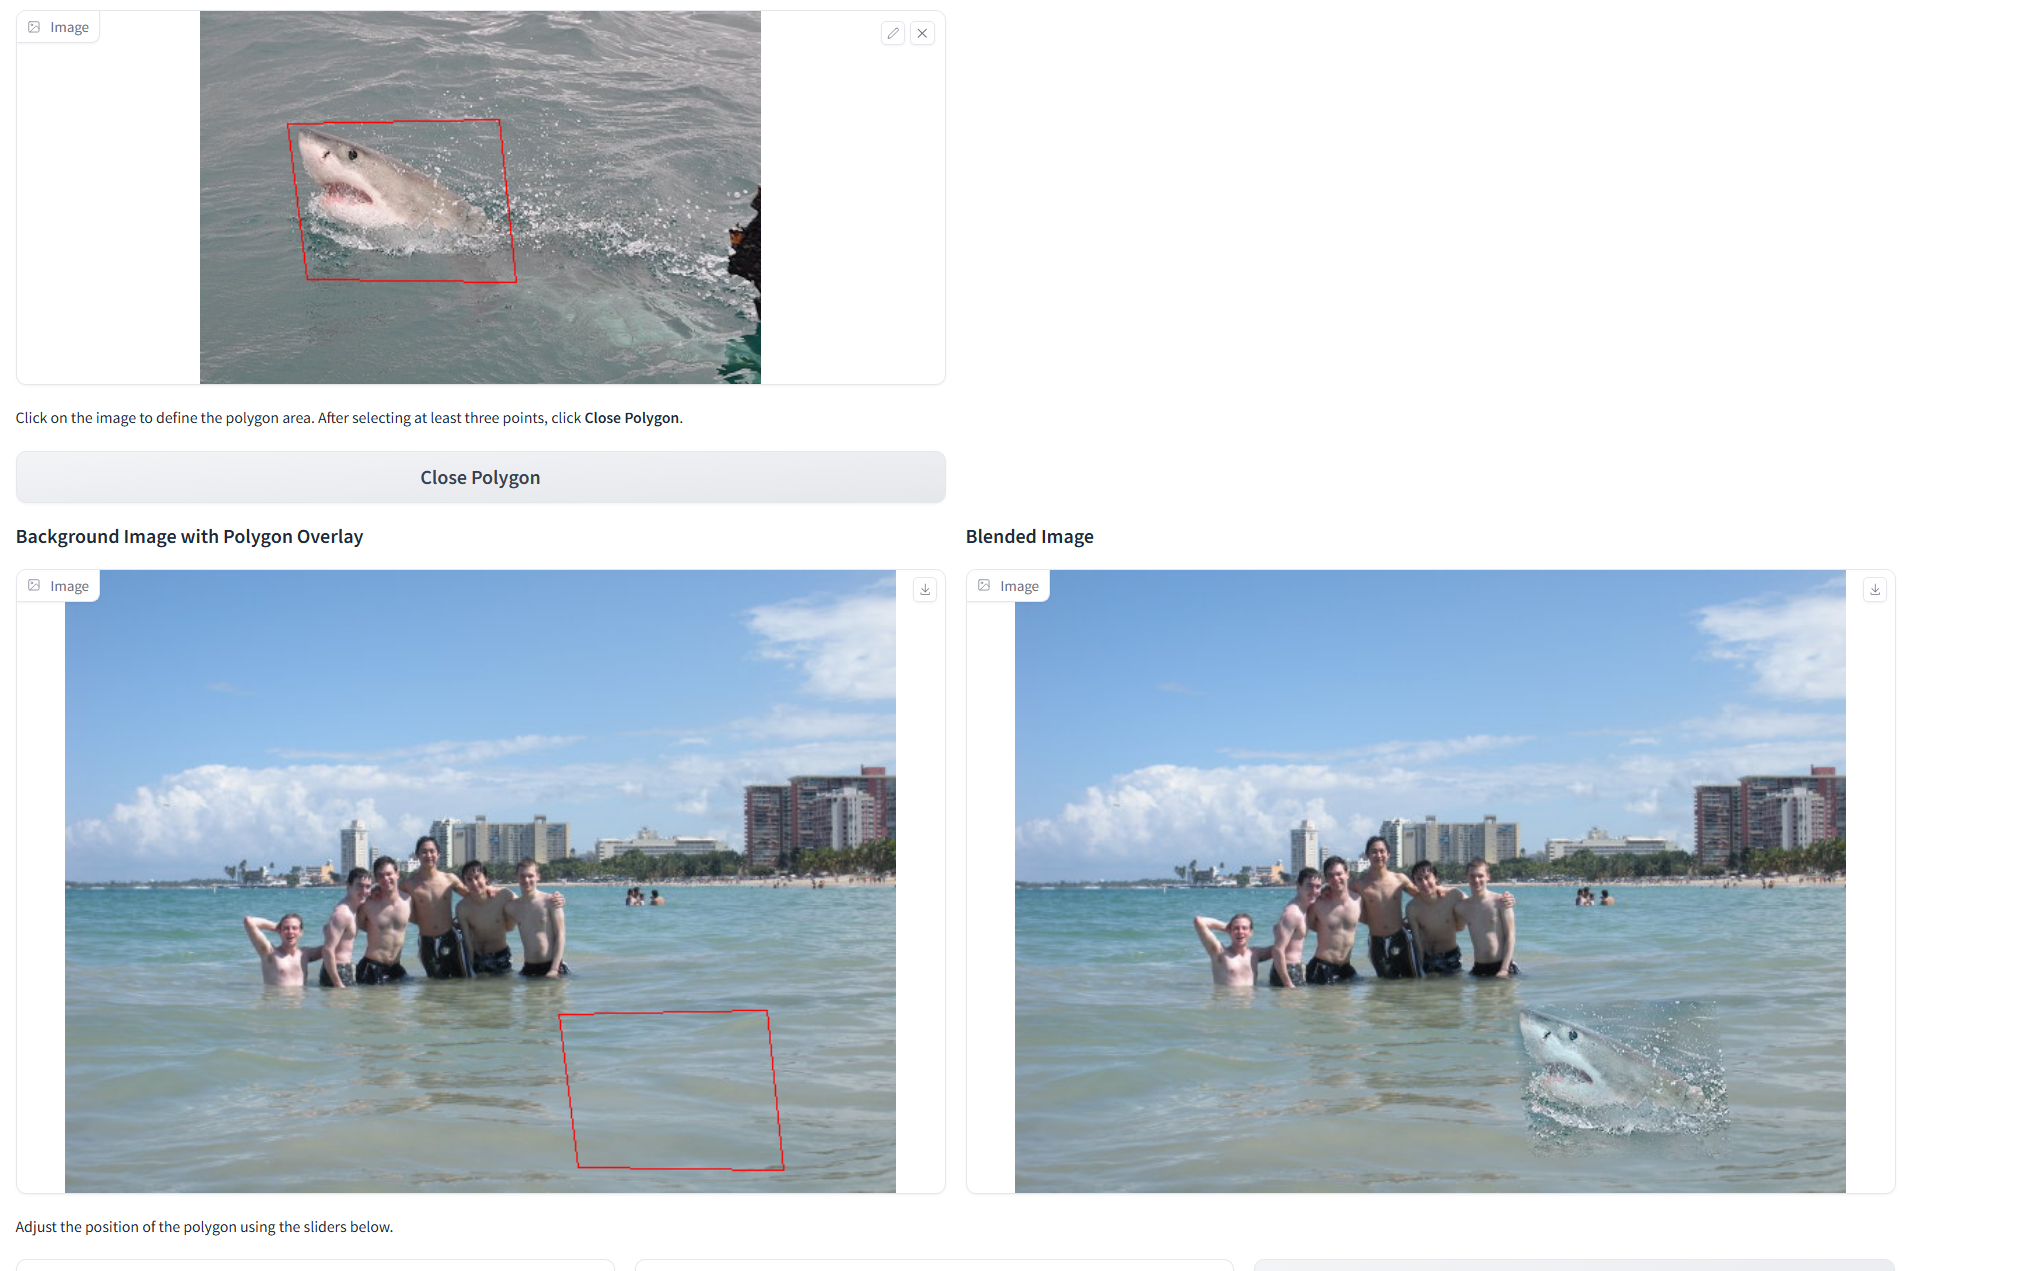 Image
Click on the image to define the polygon area. After selecting at least three points, click Close Polygon.
Close Polygon
Background Image with Polygon Overlay
Blended Image
Image
Image
Adjust the position of the polygon using the sliders below.